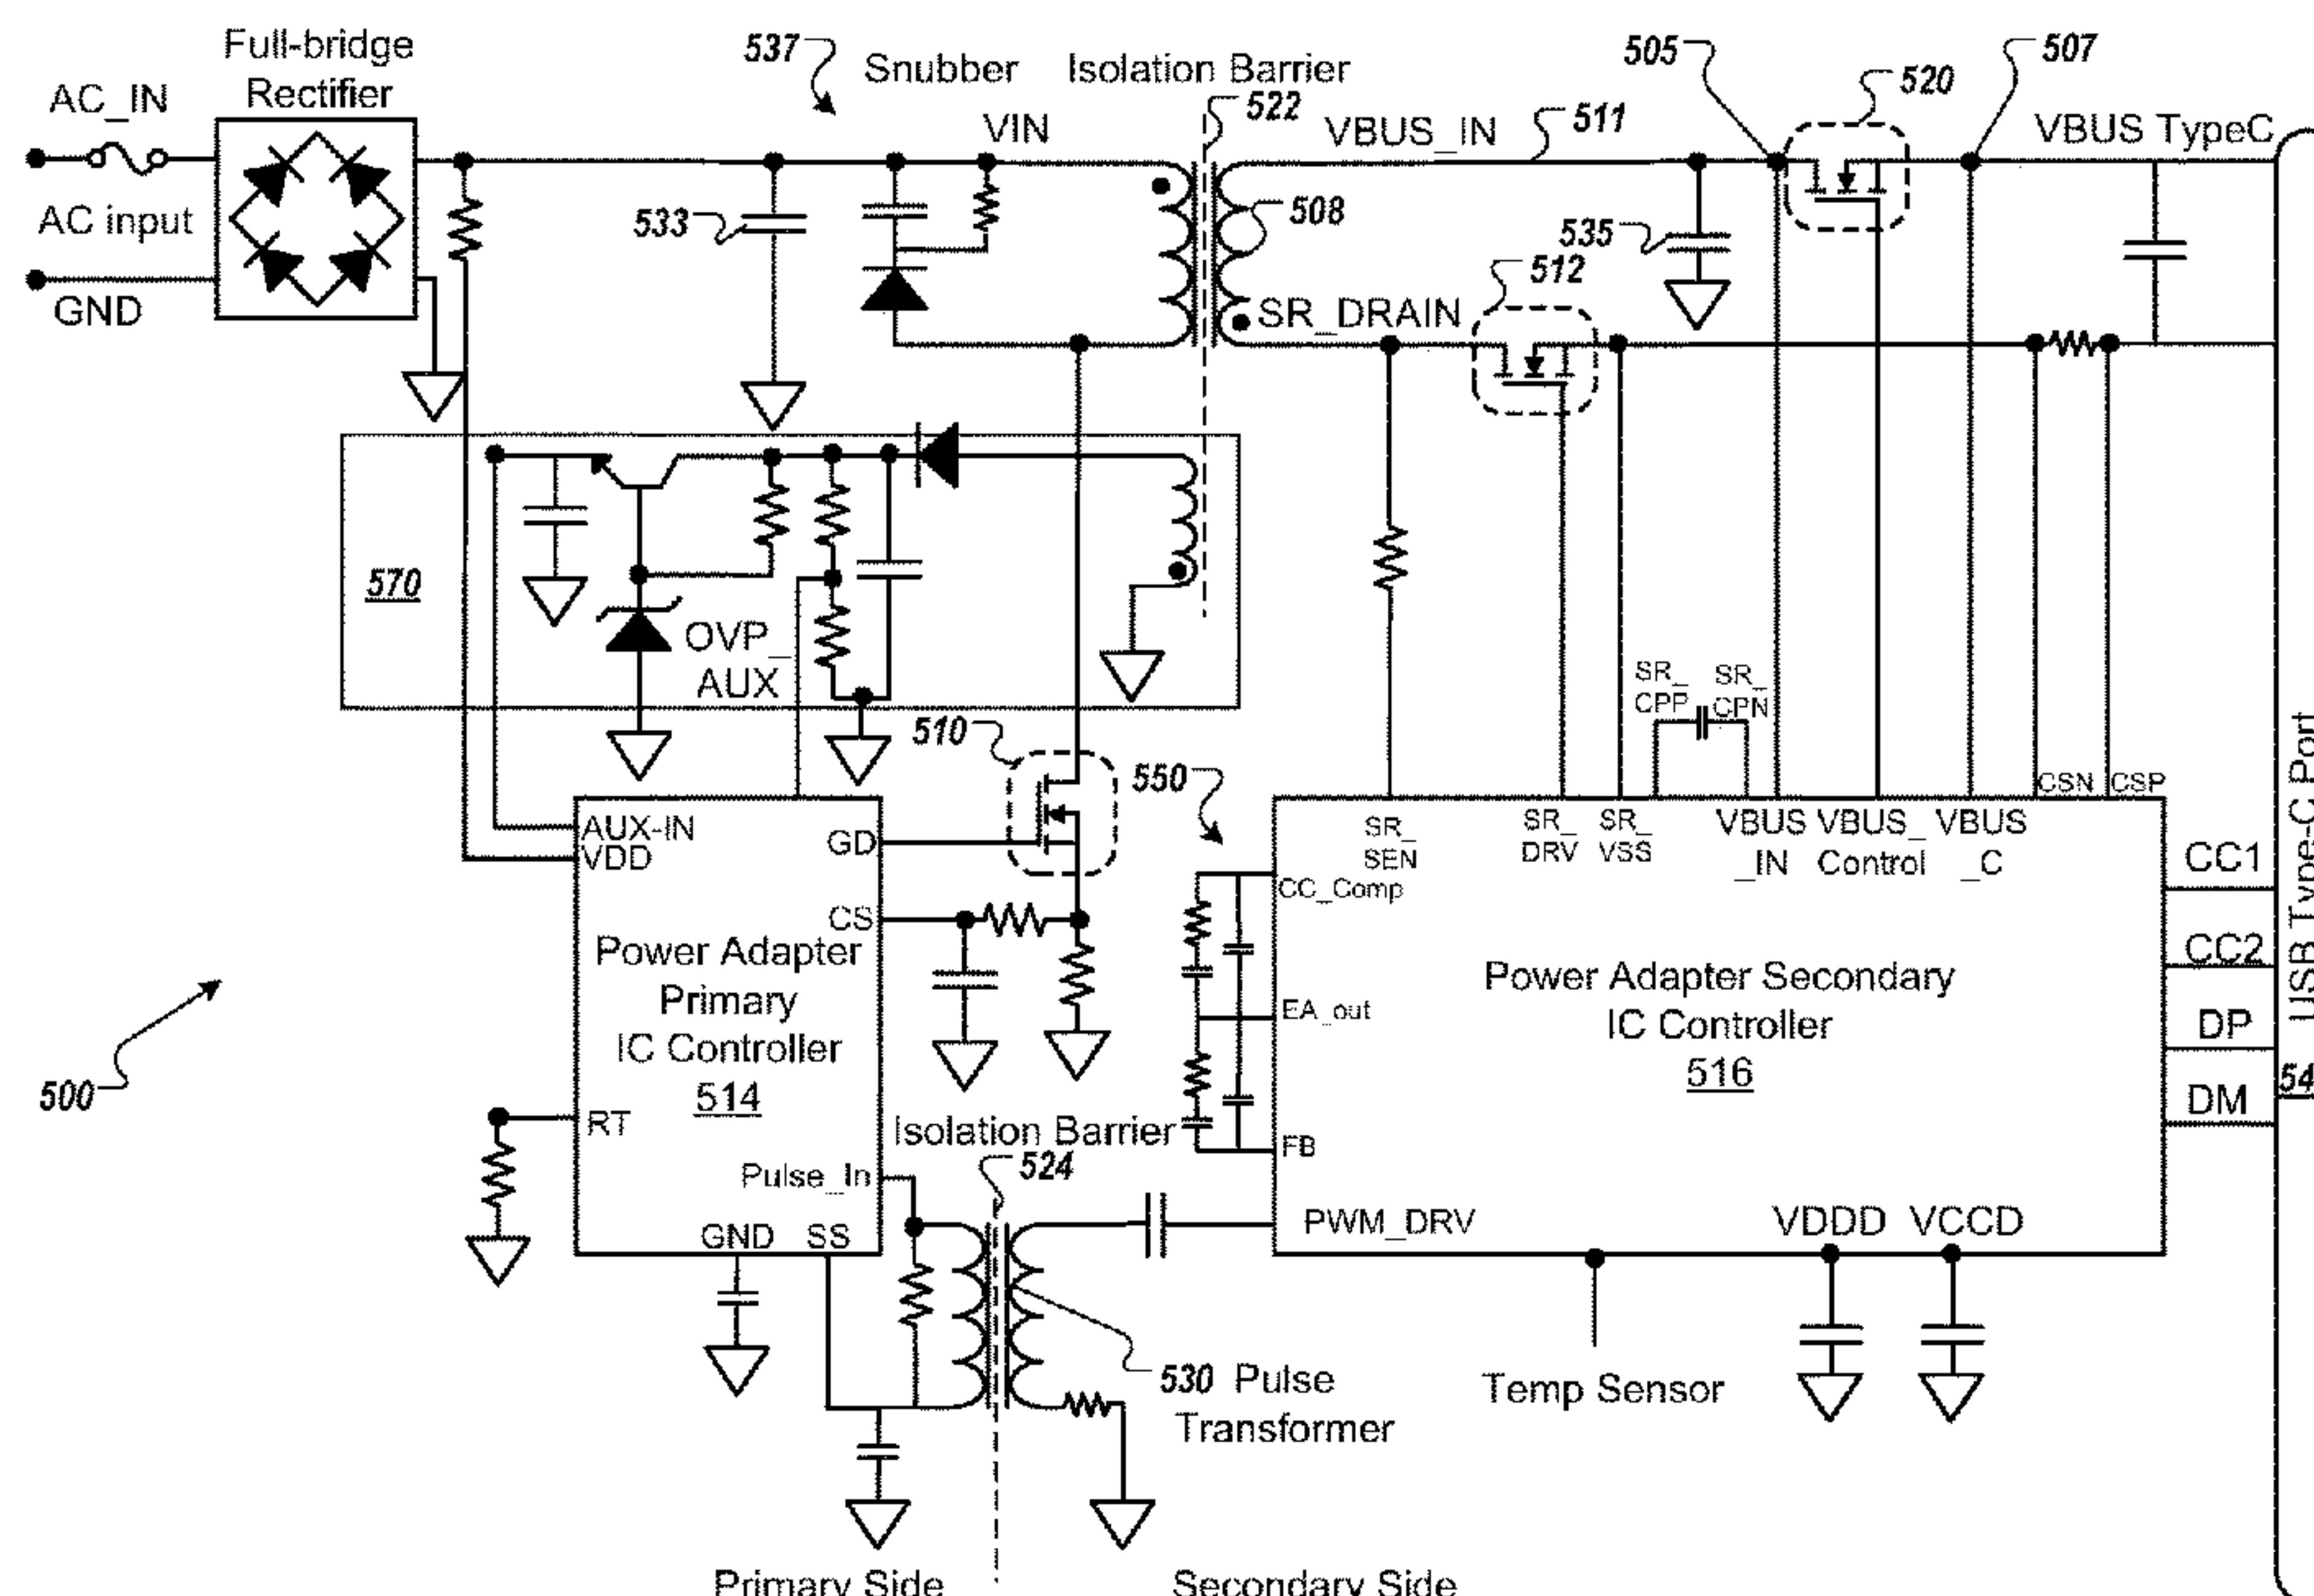 Full-bridge
Rectifier
AC_IN
AC input
GND
537
Snubber
Isolation Barrier
522
VIN
533
VBUS_IN
511
508
505
520
507
VBUS TypeC
535
512
SR_DRAIN
570
OVP_
AUX
510
550
SR_
CPP
SR_
CPN
CSN
CSP
AUX-IN
VDD
GD
CS
Power Adapter
Primary
IC Controller
514
RT
Pulse_In
GND
SS
SR_
SEN
SR_
DRV
SR_
VSS
VBUS
_IN
VBUS_
Control
VBUS
_C
CC_Comp
EA_out
FB
PWM_DRV
Power Adapter Secondary
IC Controller
516
VDDD
VCCD
CC1
CC2
DP
DM
USB Type-C Port
54
500
Isolation Barrier
524
530 Pulse
Transformer
Temp Sensor
Primary Side
Secondary Side